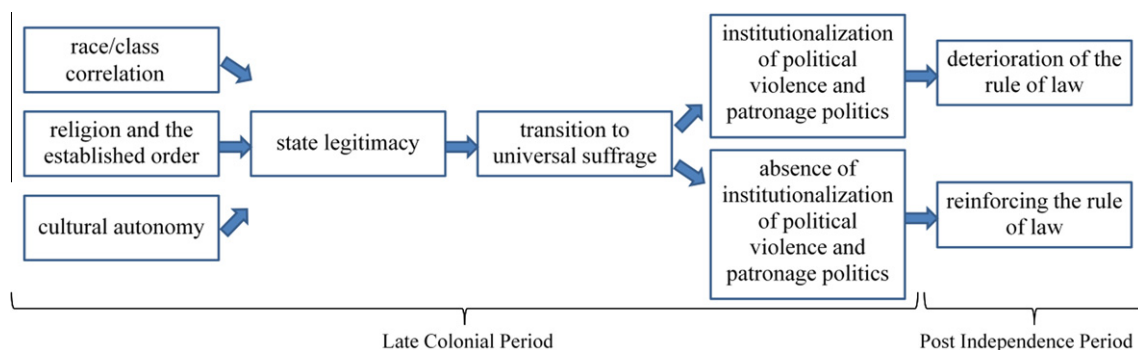 race/class
correlation
religion and the
established order
cultural autonomy
state legitimacy
transition to
universal suffrage
institutionalization
of political
violence and
patronage politics
absence of
institutionalization
of political
violence and
patronage politics
deterioration of the
rule of law
reinforcing the rule
of law
Late Colonial Period
Post Independence Period